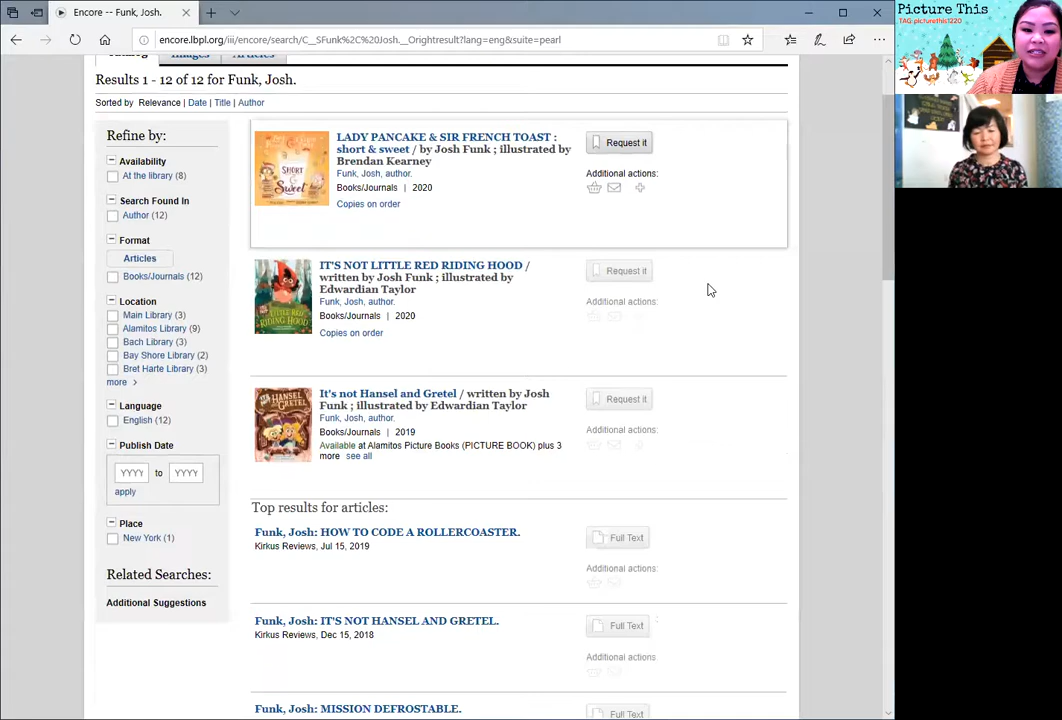 Encore -- Funk, Josh.
Picture This
TAG: picturethis1220
encore.lbpl.org/iii/encore/search/C__SFunk%2C%20Josh.__Orightresult?lang=eng&suite=pearl
Images
Articles
Results 1 - 12 of 12 for Funk, Josh.
Sorted by Relevance | Date | Title | Author
Refine by:
Availability
At the library (8)
Search Found In
Author (12)
Format
Articles
Books/Journals (12)
Location
Main Library (3)
Alamitos Library (9)
Bach Library (3)
Bay Shore Library (2)
Bret Harte Library (3)
more >
Language
English (12)
Publish Date
YYYY to YYYY
apply
Place
New York (1)
Related Searches:
Additional Suggestions
SHORT & Sweet
LADY PANCAKE & SIR FRENCH TOAST :
short & sweet / by Josh Funk ; illustrated by
Brendan Kearney
Funk, Josh, author.
Books/Journals | 2020
Copies on order
Request it
Additional actions:
RIDING HOOD
IT'S NOT LITTLE RED RIDING HOOD /
written by Josh Funk ; illustrated by
Edwardian Taylor
Funk, Josh, author.
Books/Journals | 2020
Copies on order
Request it
Additional actions:
HANSEL AND GRETEL
It's not Hansel and Gretel / written by Josh
Funk ; illustrated by Edwardian Taylor
Funk, Josh, author.
Books/Journals | 2019
Available at Alamitos Picture Books (PICTURE BOOK) plus 3
more see all
Request it
Additional actions:
Top results for articles:
Funk, Josh: HOW TO CODE A ROLLERCOASTER.
Kirkus Reviews, Jul 15, 2019
Full Text
Additional actions:
Funk, Josh: IT'S NOT HANSEL AND GRETEL.
Kirkus Reviews, Dec 15, 2018
Full Text
Additional actions:
Funk, Josh: MISSION DEFROSTABLE.
Full Text